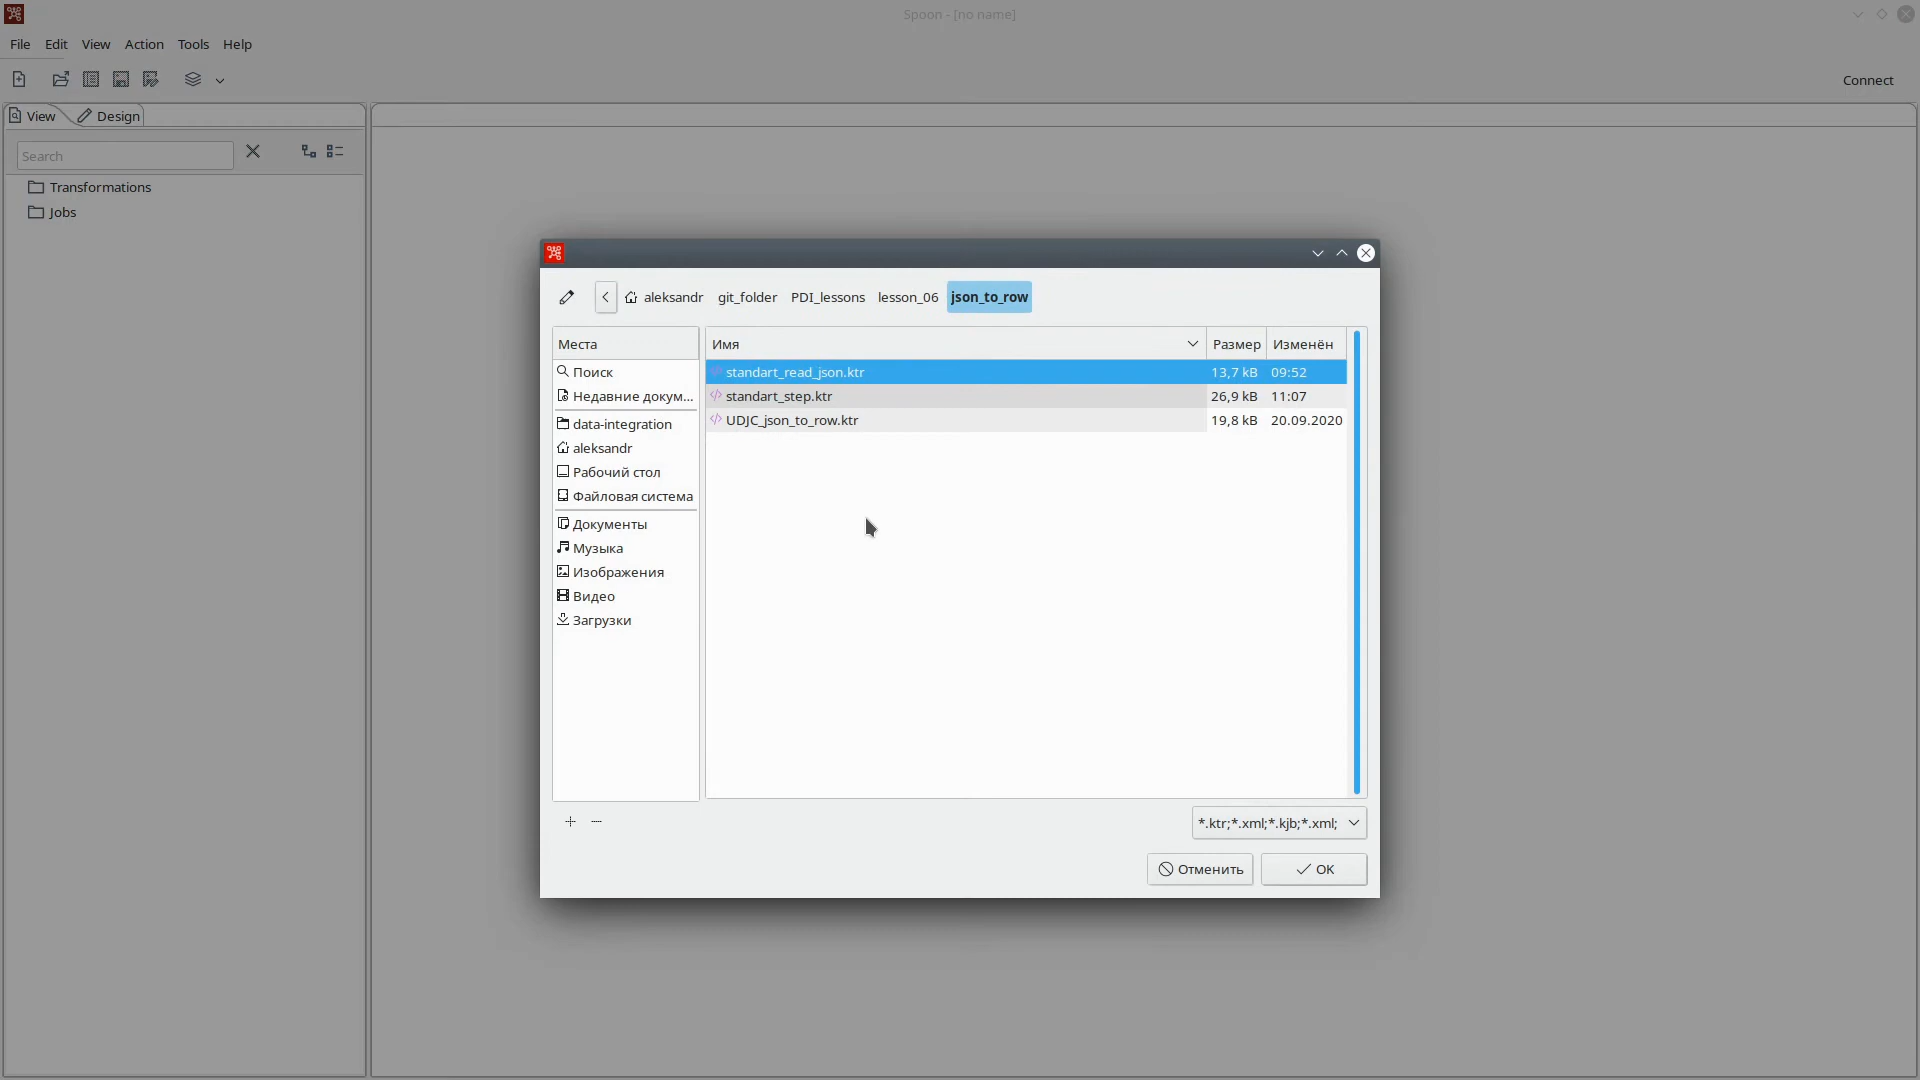 Spoon - [no name]
File Edit View Action Tools Help
Connect
View Design
Search
Transformations
Jobs
aleksandr git_folder PDI_lessons lesson_06 json_to_row
Места
Поиск
Недавние докум...
data-integration
aleksandr
Рабочий стол
Файловая система
Документы
Музыка
Изображения
Видео
Загрузки
Имя Размер Изменён
standart_read_json.ktr 13,7 kB 09:52
standart_step.ktr 26,9 kB 11:07
UDJC_json_to_row.ktr 19,8 kB 20.09.2020
*.ktr;*.xml;*.kjb;*.xml;
Отменить OK